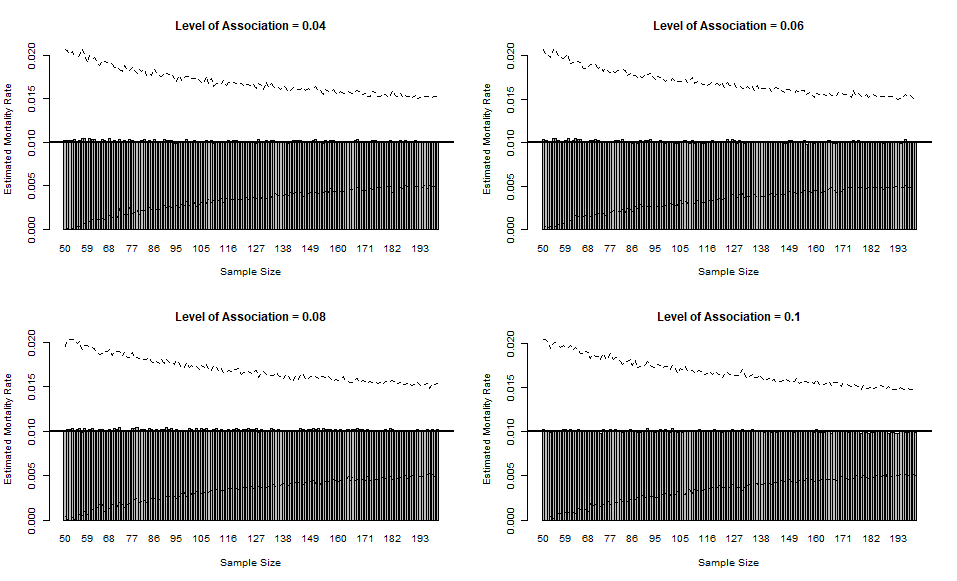 Level of Association = 0.04
Estimated Mortality Rate
0.020
0.015
0.010
0.005
0.000
50 59 68 77 86 95 105 116 127 138 149 160 171 182 193
Sample Size
Level of Association = 0.06
Estimated Mortality Rate
0.020
0.015
0.010
0.005
0.000
50 59 68 77 86 95 105 116 127 138 149 160 171 182 193
Sample Size
Level of Association = 0.08
Estimated Mortality Rate
0.020
0.015
0.010
0.005
0.000
50 59 68 77 86 95 105 116 127 138 149 160 171 182 193
Sample Size
Level of Association = 0.1
Estimated Mortality Rate
0.020
0.015
0.010
0.005
0.000
50 59 68 77 86 95 105 116 127 138 149 160 171 182 193
Sample Size